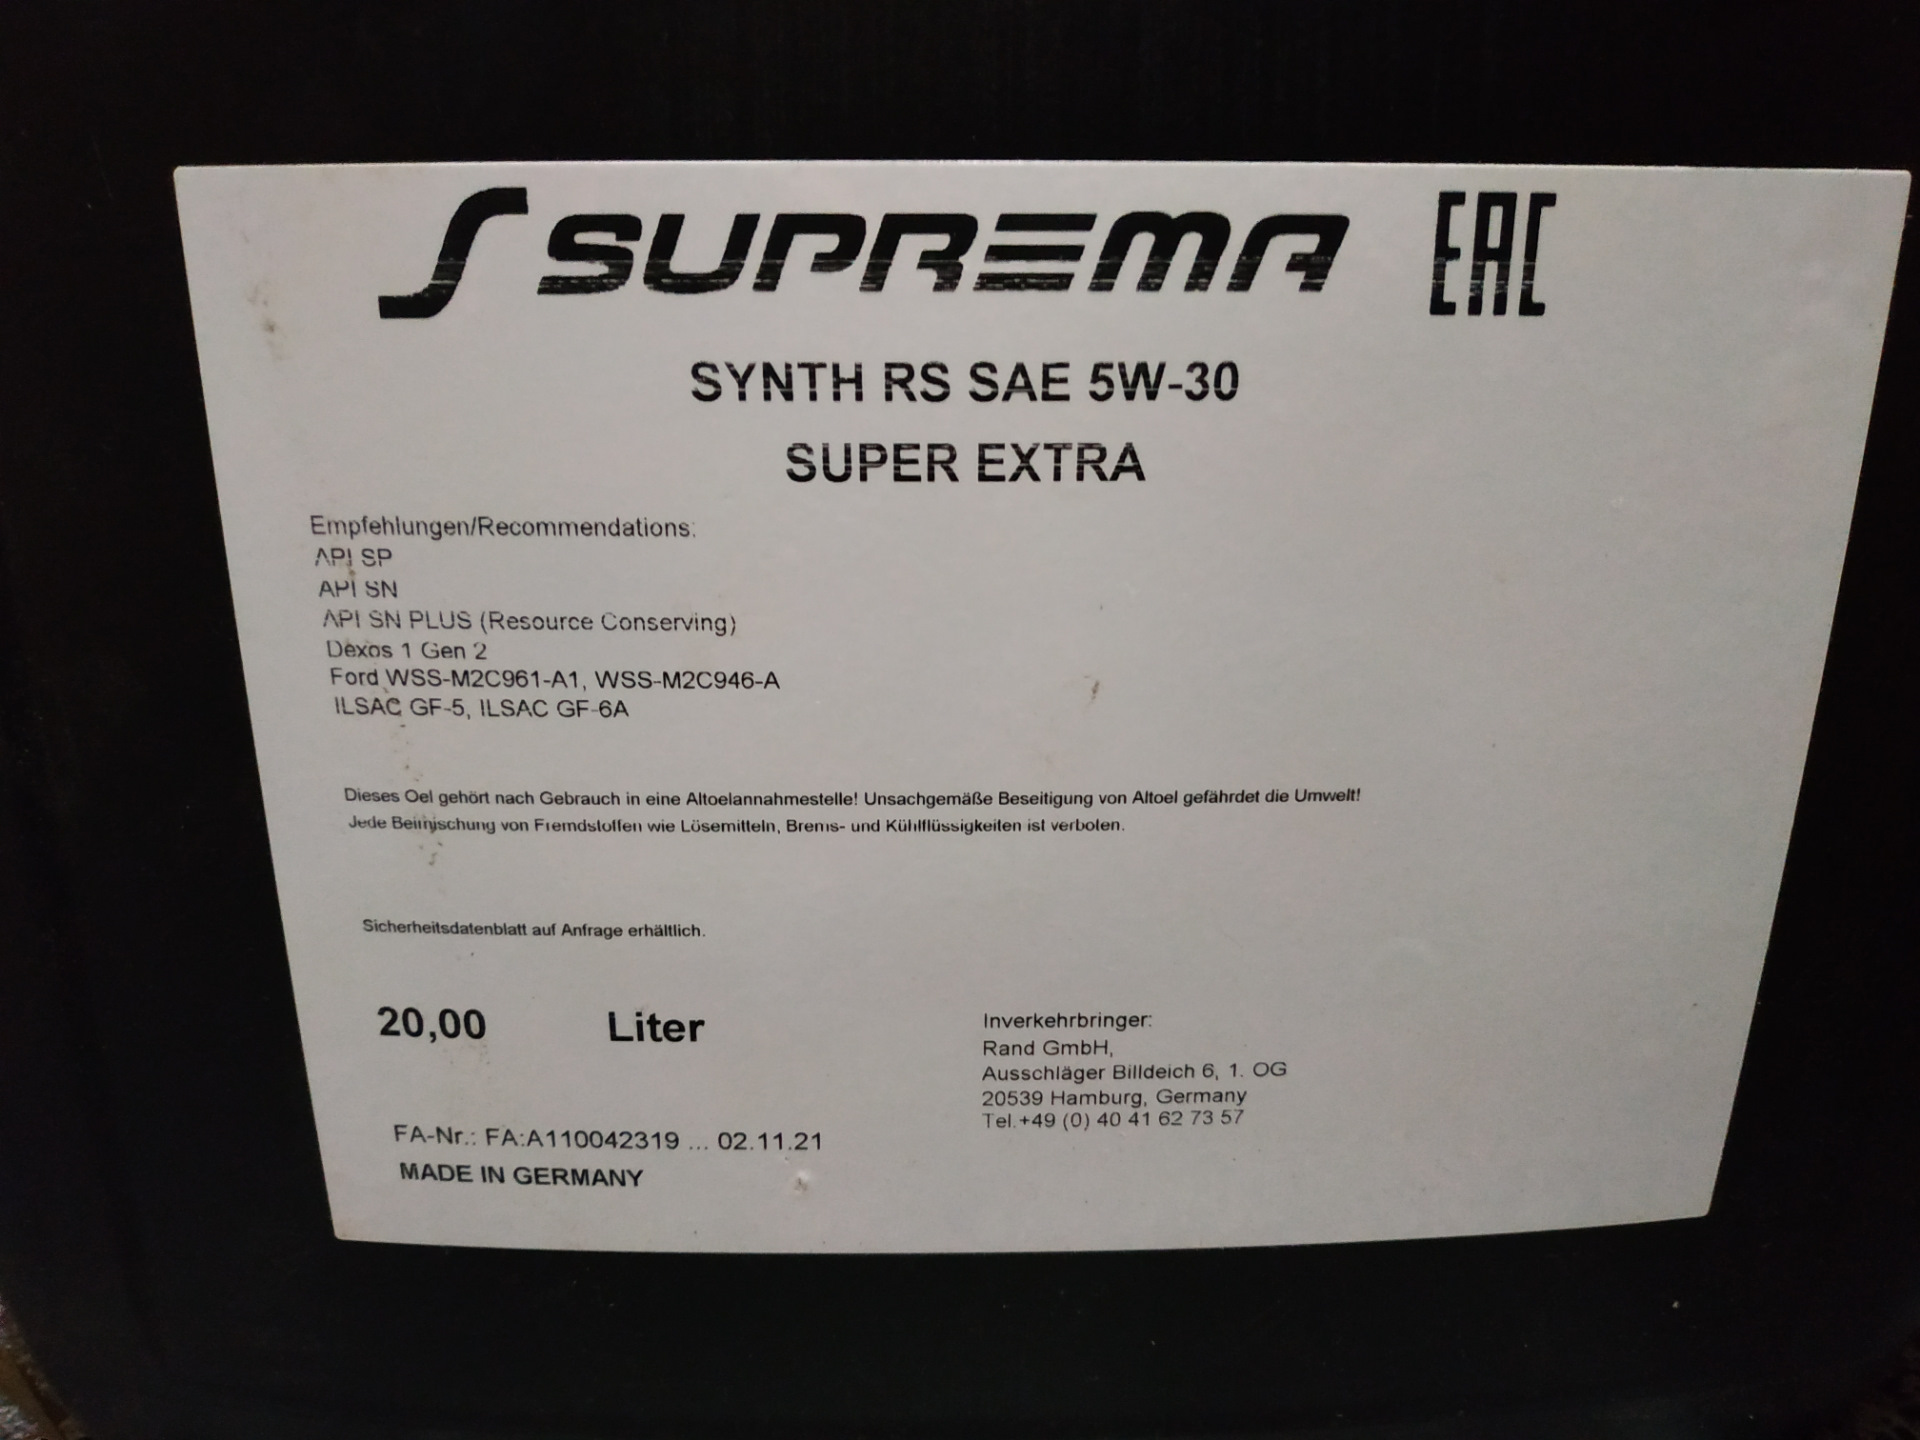 SUPREMA EAC
SYNTH RS SAE 5W-30
SUPER EXTRA
Empfehlungen/Recommendations:
API SP
API SN
API SN PLUS (Resource Conserving)
Dexos 1 Gen 2
Ford WSS-M2C961-A1, WSS-M2C946-A
ILSAC GF-5, ILSAC GF-6A
Dieses Oel gehört nach Gebrauch in eine Altoelannahmestelle! Unsachgemäße Beseitigung von Altoel gefährdet die Umwelt!
Jede Beimischung von Fremdstoffen wie Lösemitteln, Brems- und Kühlflüssigkeiten ist verboten.
Sicherheitsdatenblatt auf Anfrage erhältlich.
20,00 Liter
Inverkehrbringer:
Rand GmbH,
Ausschläger Billdeich 6, 1. OG
20539 Hamburg, Germany
Tel.+49 (0) 40 41 62 73 57
FA-Nr.: FA:A110042319 ... 02.11.21
MADE IN GERMANY